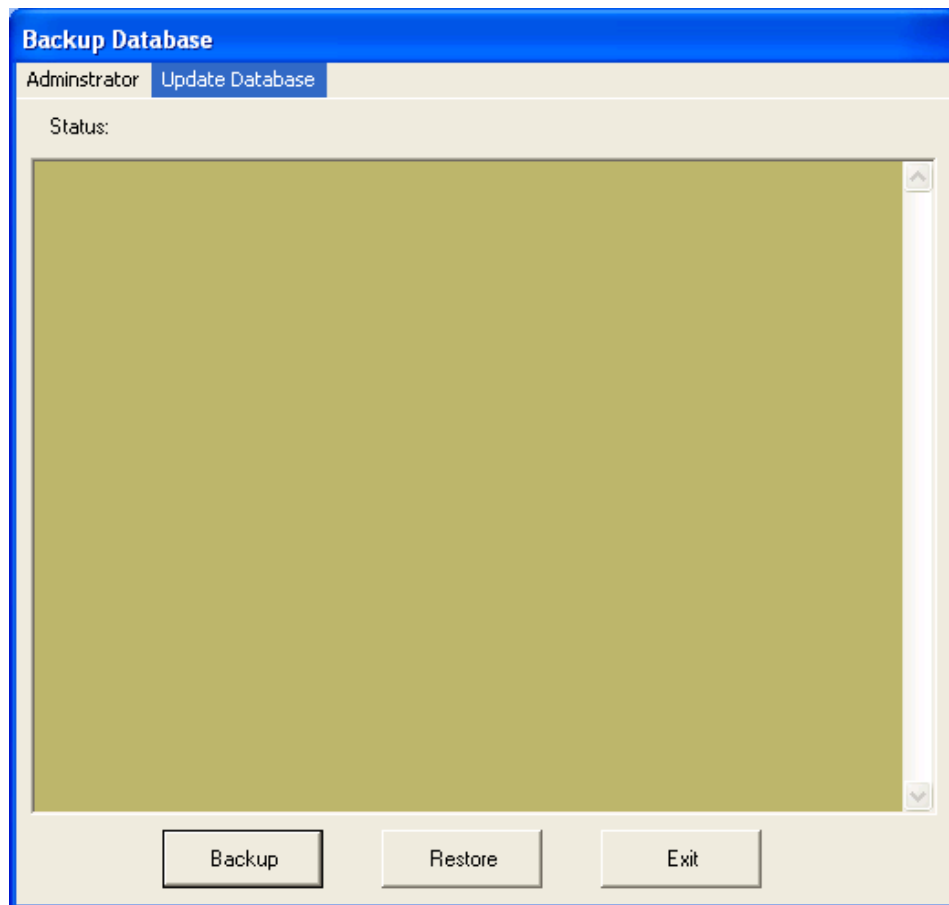 Backup Database
Adminstrator Update Database
Status:
Backup Restore Exit